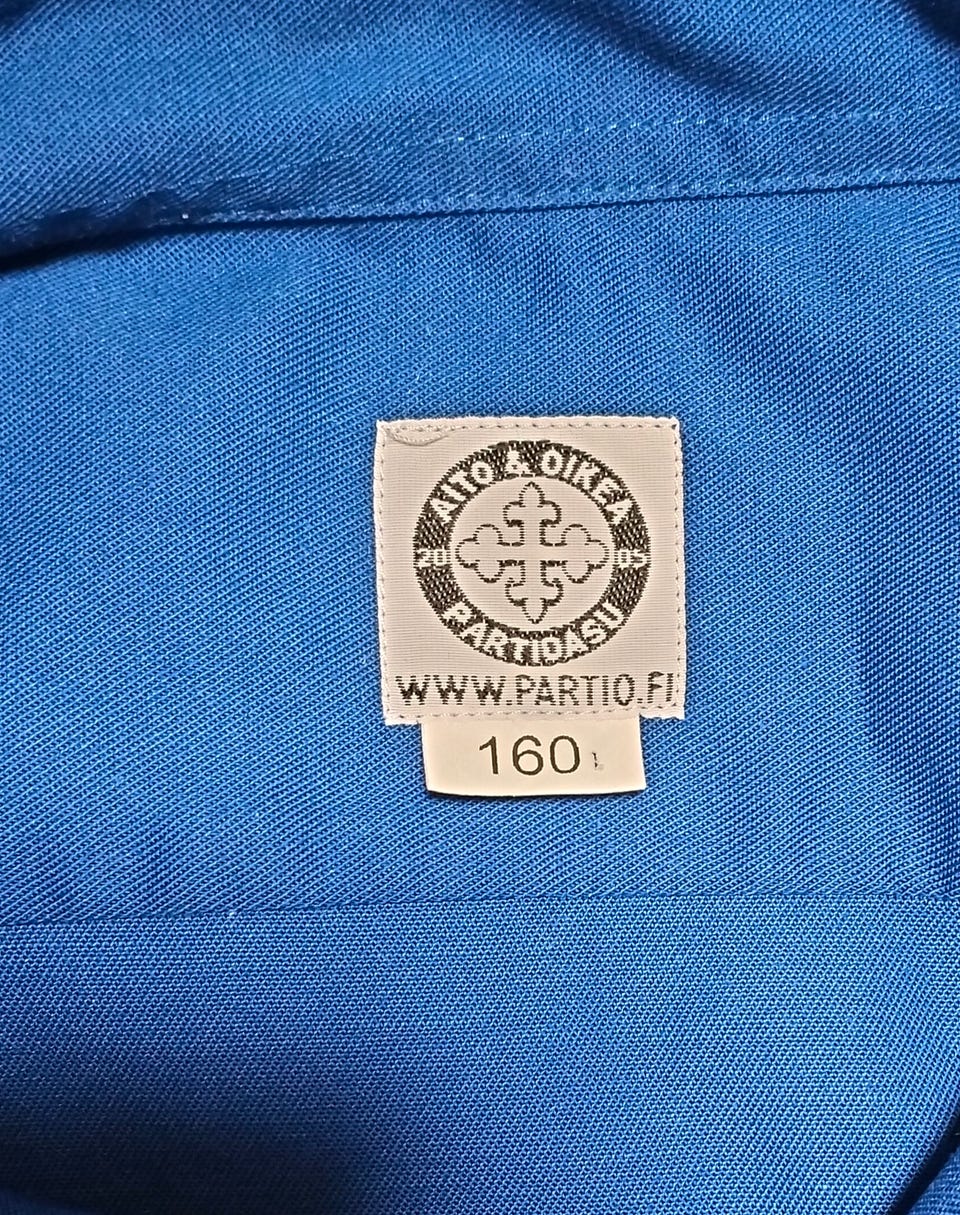 AITO & OIKEA
20 05
PARTIOASU
WWW.PARTIO.FI
160